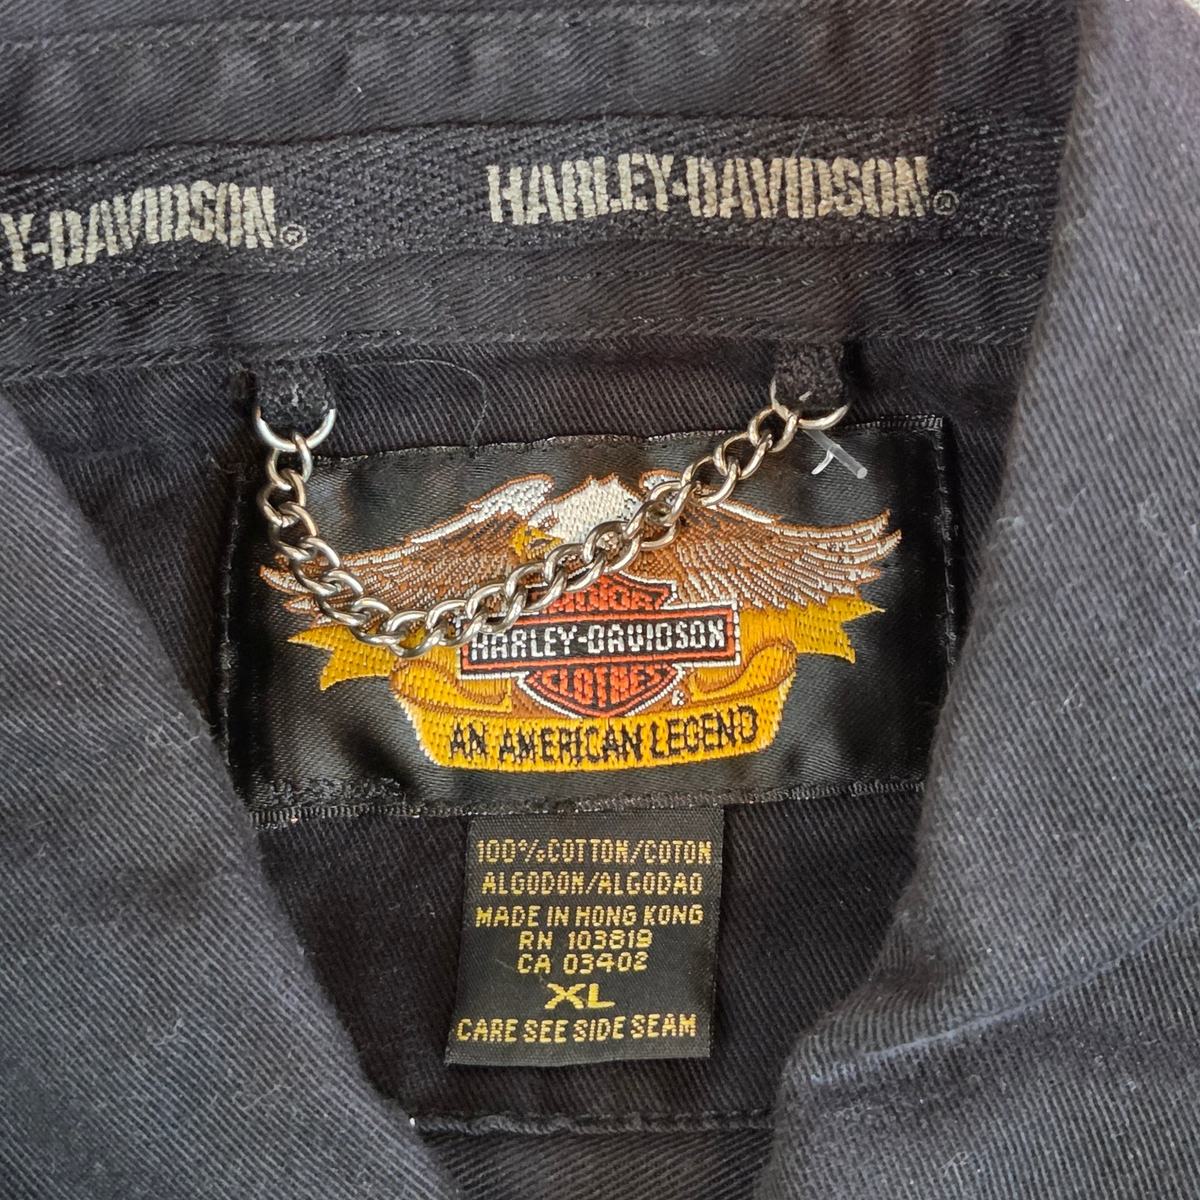 Y-DAVIDSON®
HARLEY-DAVIDSON®
MOTOR
HARLEY-DAVIDSON
CLOTHES
®
AN AMERICAN LEGEND
100%COTTON/COTON
ALGODON/ALGODAO
MADE IN HONG KONG
RN 103819
CA 03402
XL
CARE SEE SIDE SEAM